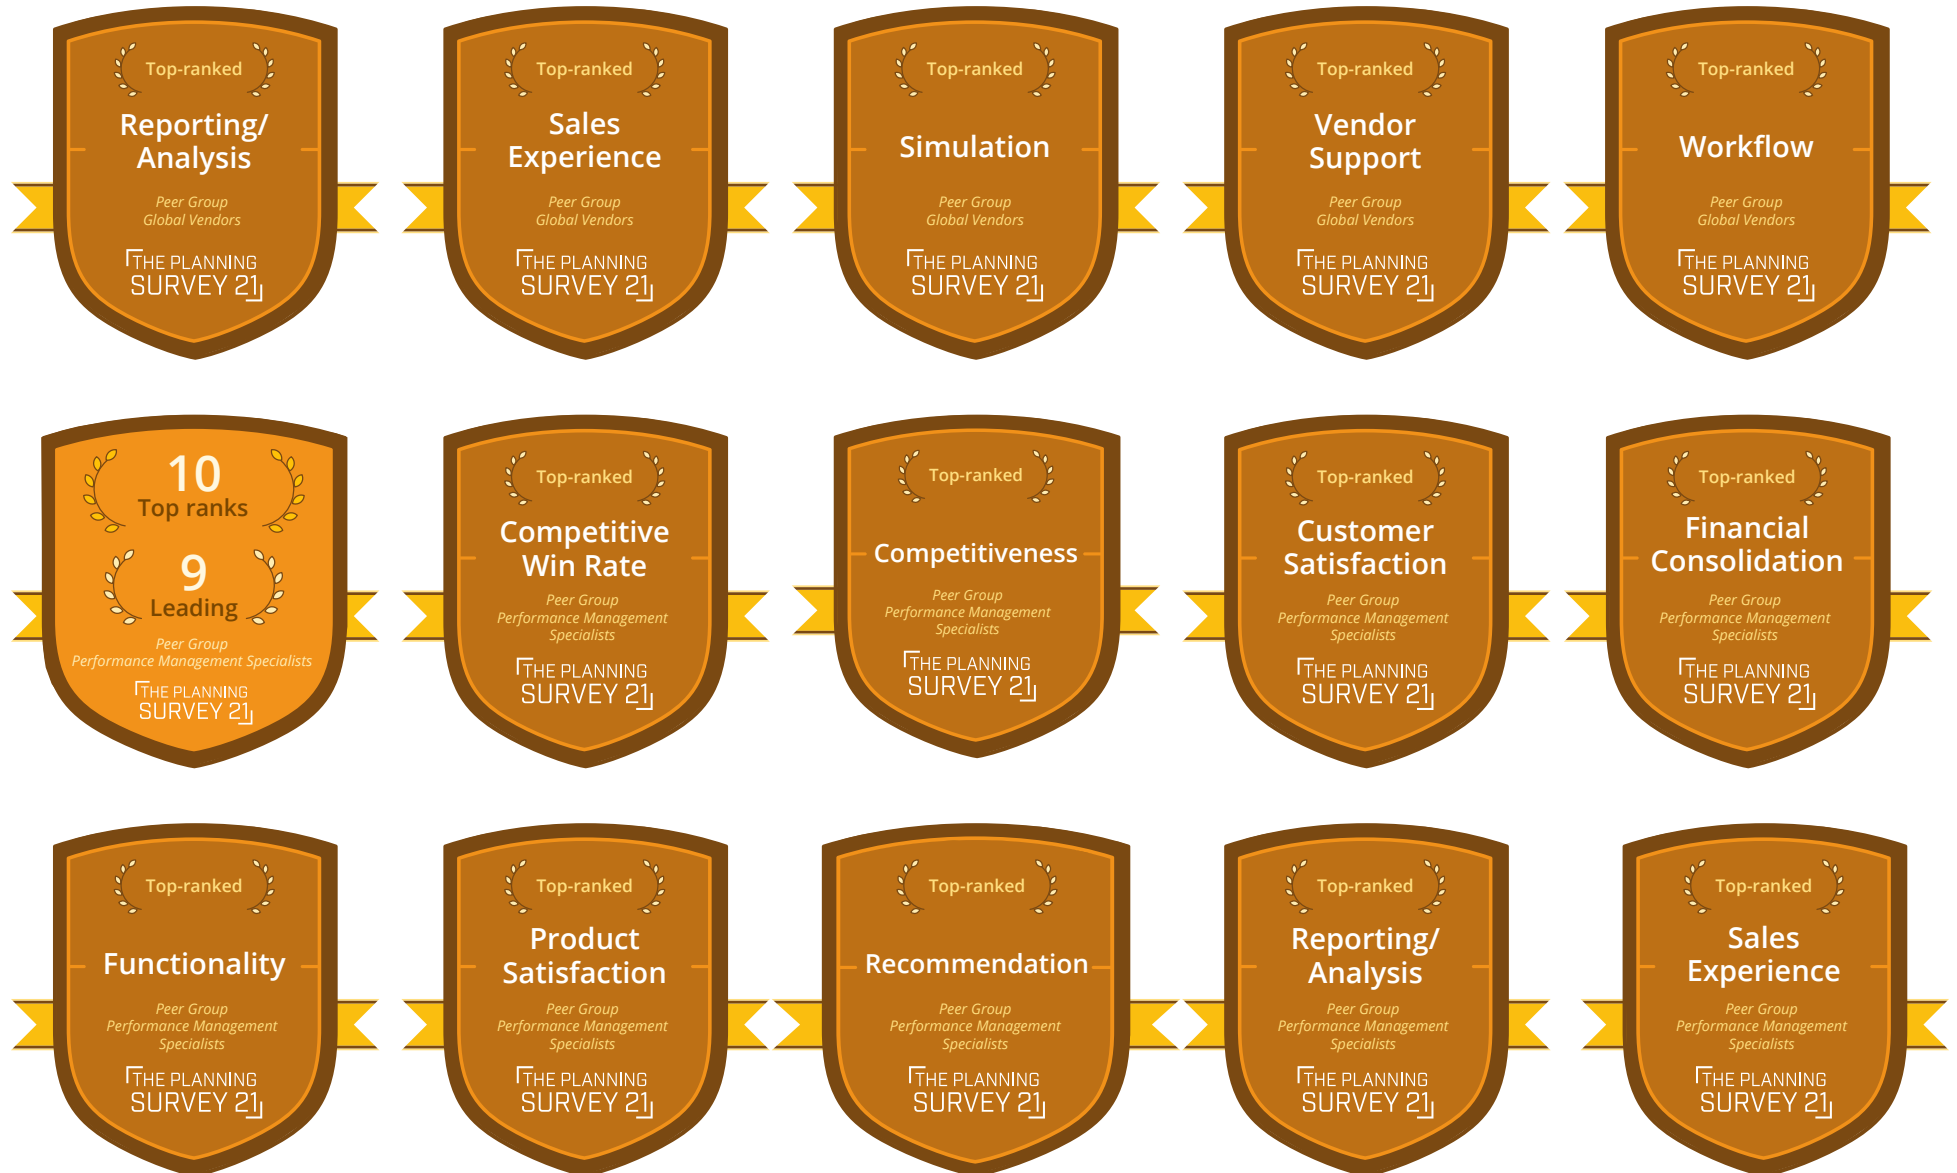 Top-ranked
Reporting/
Analysis
Peer Group
Global Vendors
THE PLANNING
SURVEY 21
Top-ranked
Sales
Experience
Peer Group
Global Vendors
THE PLANNING
SURVEY 21
Top-ranked
Simulation
Peer Group
Global Vendors
THE PLANNING
SURVEY 21
Top-ranked
Vendor
Support
Peer Group
Global Vendors
THE PLANNING
SURVEY 21
Top-ranked
Workflow
Peer Group
Global Vendors
THE PLANNING
SURVEY 21
10
Top ranks
9
Leading
Peer Group
Performance Management Specialists
THE PLANNING
SURVEY 21
Top-ranked
Competitive
Win Rate
Peer Group
Performance Management
Specialists
THE PLANNING
SURVEY 21
Top-ranked
Competitiveness
Peer Group
Performance Management
Specialists
THE PLANNING
SURVEY 21
Top-ranked
Customer
Satisfaction
Peer Group
Performance Management
Specialists
THE PLANNING
SURVEY 21
Top-ranked
Financial
Consolidation
Peer Group
Performance Management
Specialists
THE PLANNING
SURVEY 21
Top-ranked
Functionality
Peer Group
Performance Management
Specialists
THE PLANNING
SURVEY 21
Top-ranked
Product
Satisfaction
Peer Group
Performance Management
Specialists
THE PLANNING
SURVEY 21
Top-ranked
Recommendation
Peer Group
Performance Management
Specialists
THE PLANNING
SURVEY 21
Top-ranked
Reporting/
Analysis
Peer Group
Performance Management
Specialists
THE PLANNING
SURVEY 21
Top-ranked
Sales
Experience
Peer Group
Performance Management
Specialists
THE PLANNING
SURVEY 21